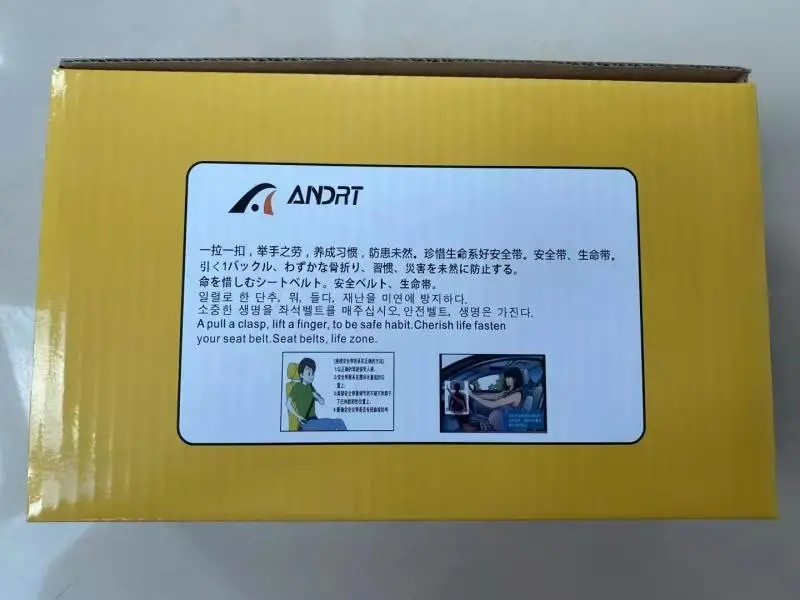 ANDRT
一拉一扣，举手之劳，养成习惯，防患未然。珍惜生命系好安全带。安全带、生命带。
引く1バックル、わずかな骨折り、習慣、災害を未然に防止する。
命を惜しむシートベルト。安全ベルト、生命帯。
일렬로 한 단추, 뭐, 들다, 재난을 미연에 방지하다.
소중한 생명을 좌석벨트를 매주십시오.안전벨트, 생명은 가진다.
A pull a clasp, lift a finger, to be safe habit.Cherish life fasten
your seat belt.Seat belts, life zone.